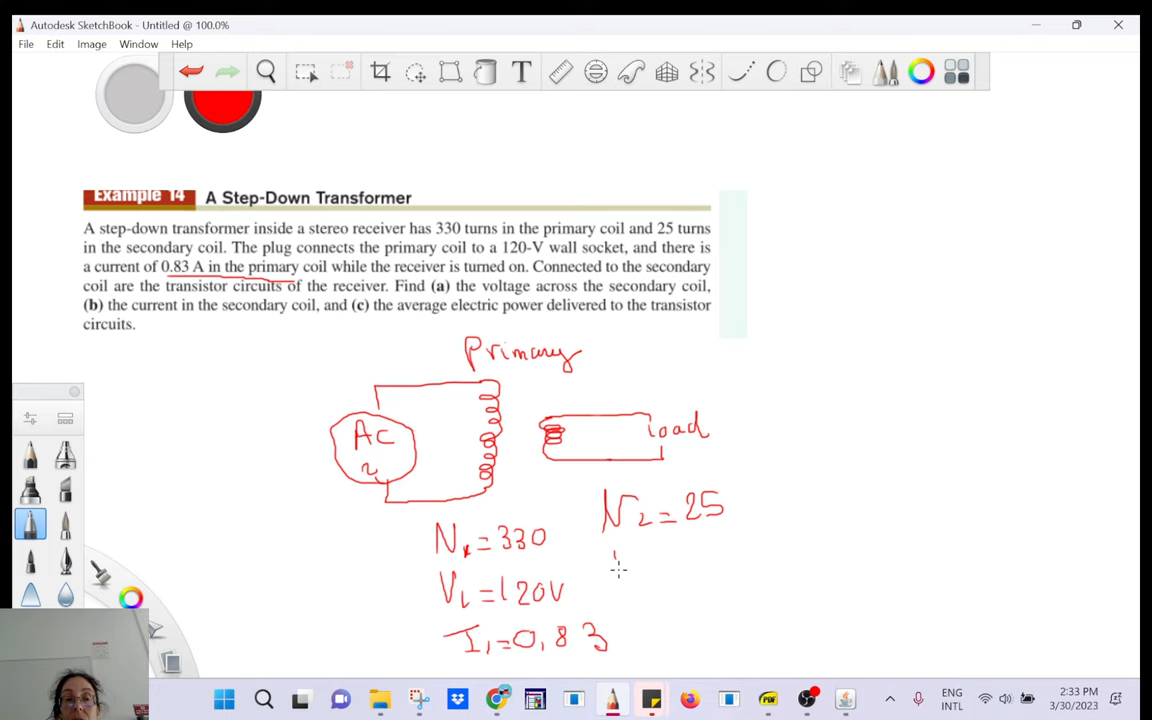 Autodesk SketchBook - Untitled @ 100.0%
File Edit Image Window Help
T
Example 14 A Step-Down Transformer
A step-down transformer inside a stereo receiver has 330 turns in the primary coil and 25 turns
in the secondary coil. The plug connects the primary coil to a 120-V wall socket, and there is
a current of 0.83 A in the primary coil while the receiver is turned on. Connected to the secondary
coil are the transistor circuits of the receiver. Find (a) the voltage across the secondary coil,
(b) the current in the secondary coil, and (c) the average electric power delivered to the transistor
circuits.
Primary
AC
~
load
N₂ = 25
N₁ = 330
V₁ = 120V
I₁ = 0,83
ENG
INTL
2:33 PM
3/30/2023